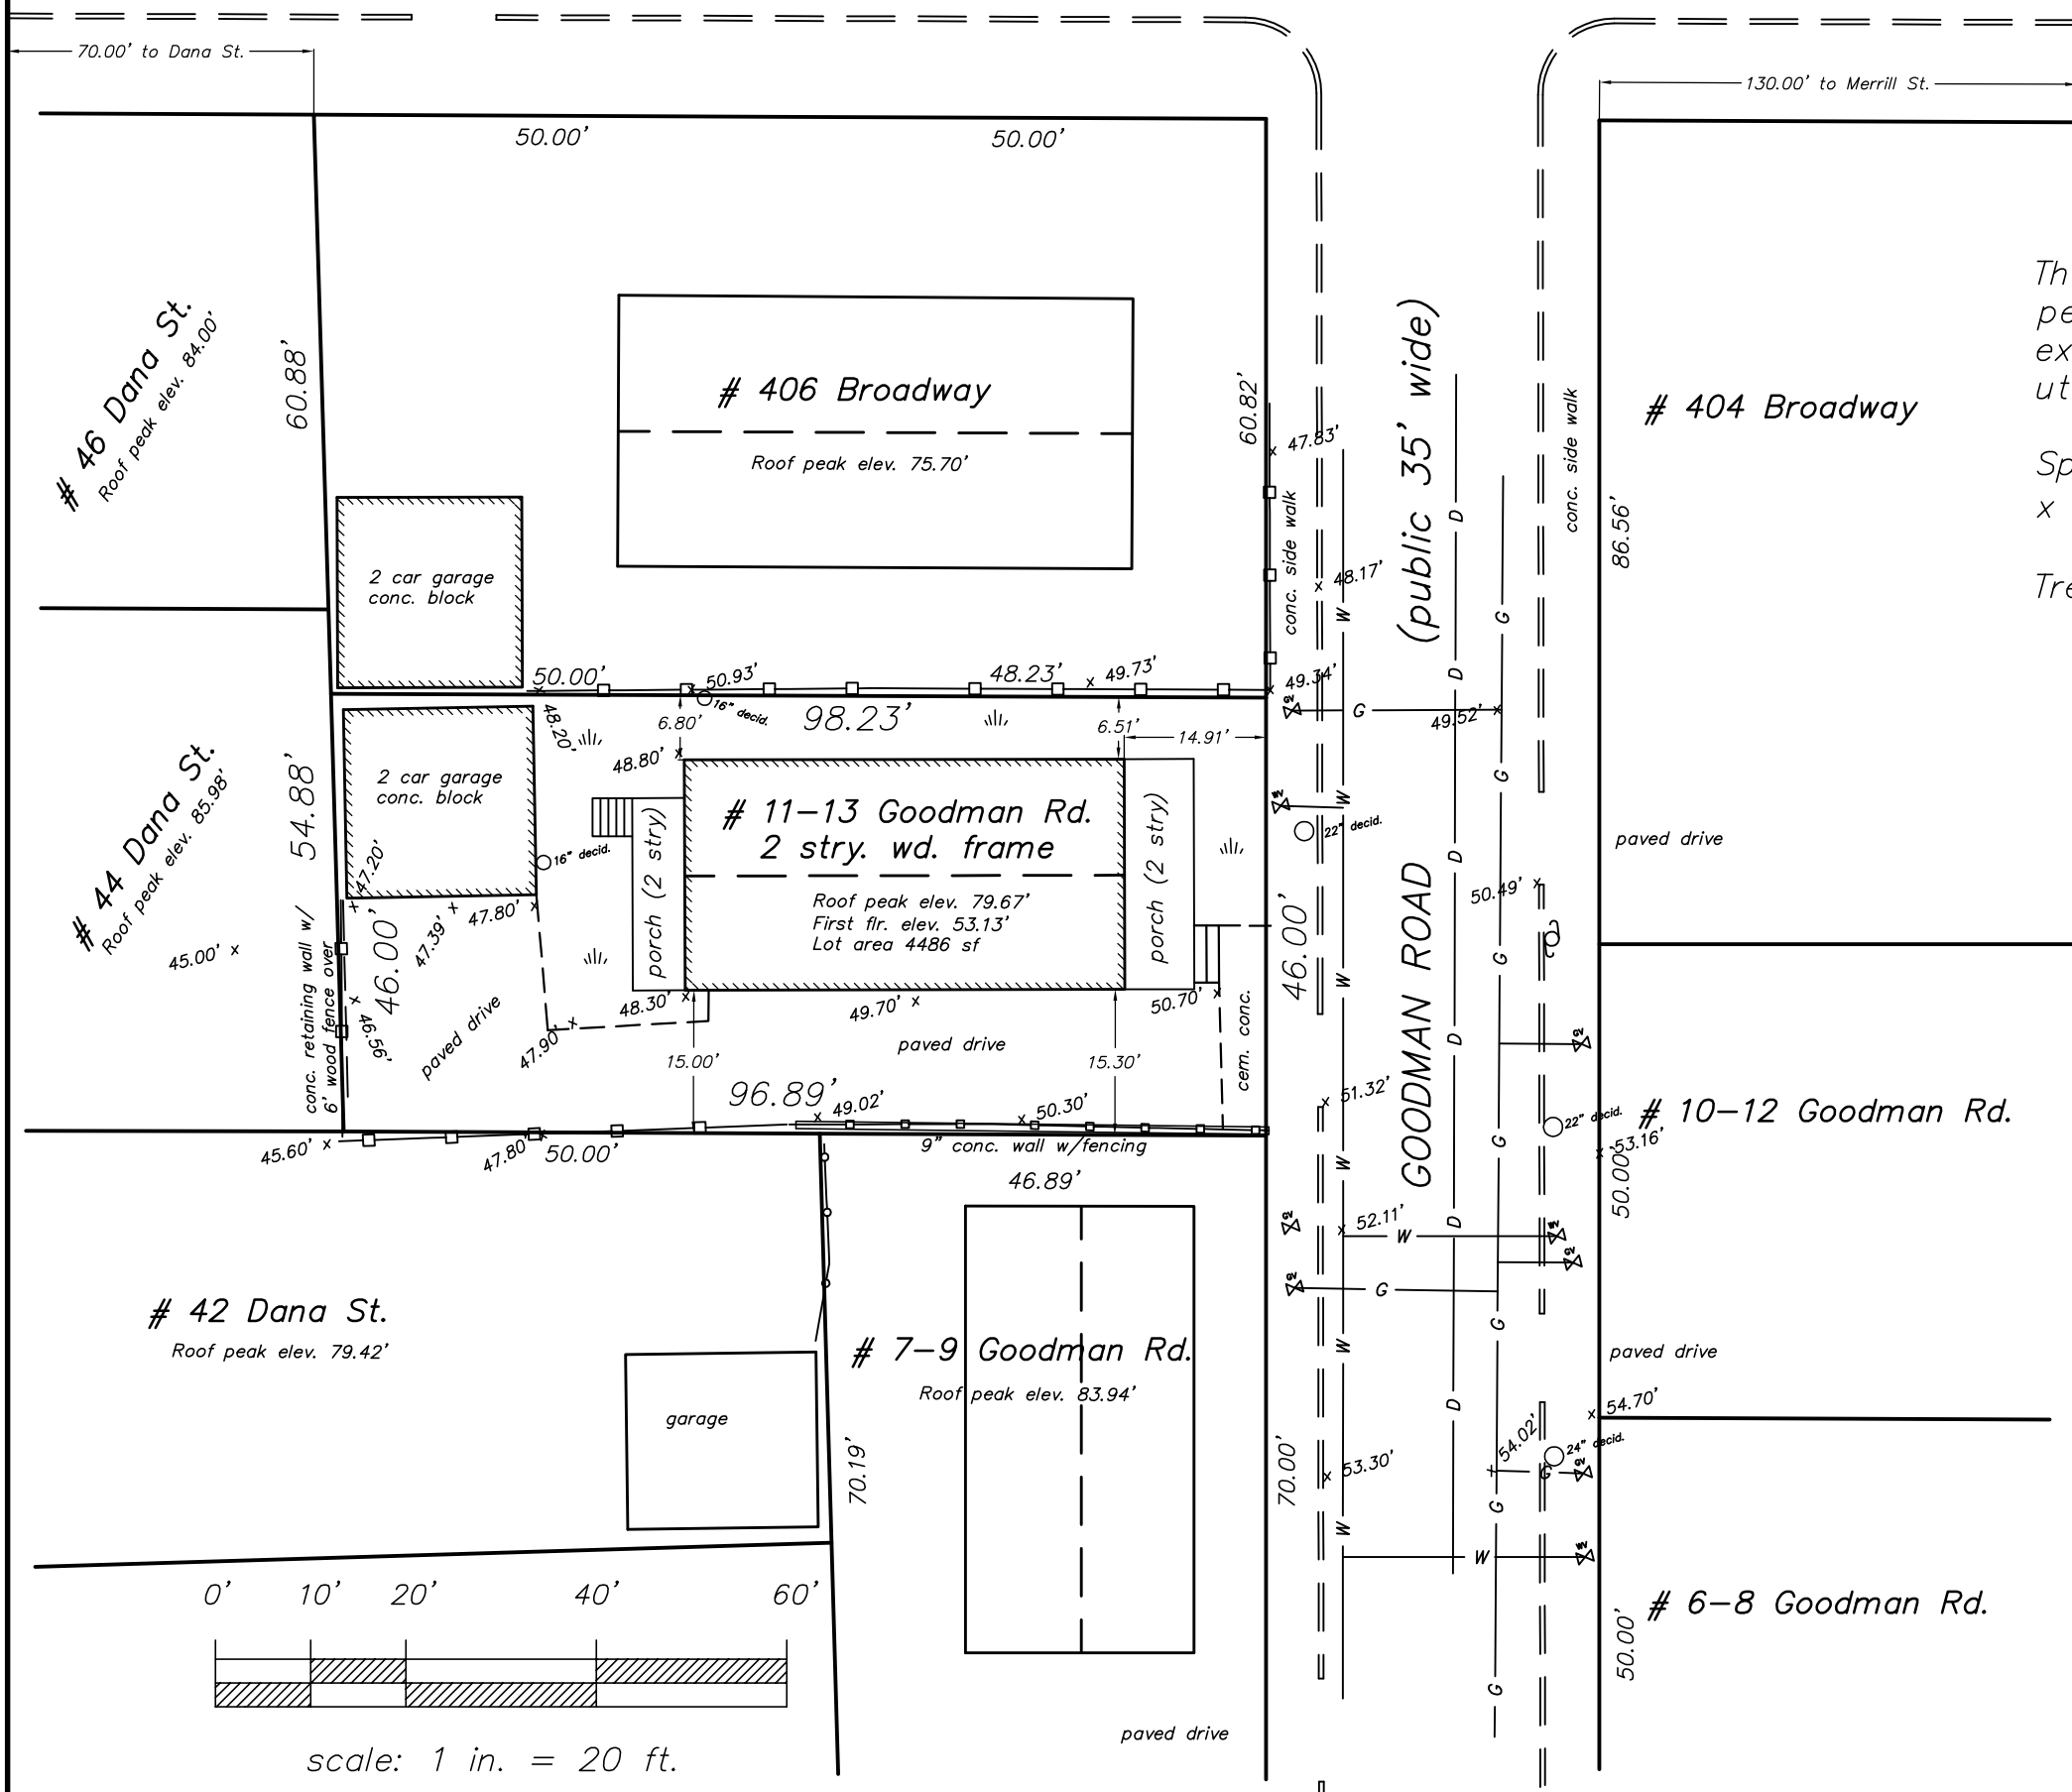 70.00' to Dana St.
130.00' to Merrill St.
50.00'
50.00'
# 46 Dana St.
Roof peak elev. 84.00'
60.88'
# 406 Broadway
Roof peak elev. 75.70'
60.82'
47.83'
48.17'
conc. side walk
(public 35' wide)
GOODMAN ROAD
conc. side walk
# 404 Broadway
86.56'
Th
pe
ex
ut
Sp
x
Tre
2 car garage
conc. block
50.00'
50.93'
48.23'
49.73'
49.34'
16" decid.
98.23'
6.80'
6.51'
14.91'
49.52'
48.20'
48.80'
# 44 Dana St.
Roof peak elev. 85.98'
45.00' x
54.88'
2 car garage
conc. block
47.20'
16" decid.
porch (2 stry)
# 11-13 Goodman Rd.
2 stry. wd. frame
Roof peak elev. 79.67'
First flr. elev. 53.13'
Lot area 4486 sf
porch (2 stry)
22" decid.
paved drive
50.49'
46.00'
46.00'
47.39'
47.80'
conc. retaining wall w/
6' wood fence over
46.56'
paved drive
47.90'
48.30'
49.70'
50.70'
paved drive
cem. conc.
15.00'
15.30'
96.89'
49.02'
50.30'
51.32'
22" decid.
# 10-12 Goodman Rd.
53.16'
50.00'
45.60' x
47.80'
50.00'
9" conc. wall w/fencing
46.89'
52.11'
# 42 Dana St.
Roof peak elev. 79.42'
garage
# 7-9 Goodman Rd.
Roof peak elev. 83.94'
70.19'
70.00'
53.30'
paved drive
54.70'
54.02'
24" decid.
# 6-8 Goodman Rd.
50.00'
paved drive
G
G
G
G
G
G
G
G
G
G
G
D
D
D
D
D
D
W
W
W
W
W
W
W
W
0' 10' 20' 40' 60'
scale: 1 in. = 20 ft.